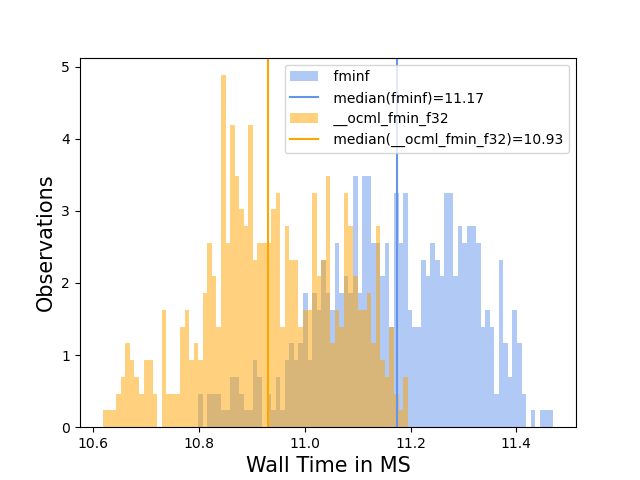 fminf
median(fminf)=11.17
__ocml_fmin_f32
median(__ocml_fmin_f32)=10.93
Observations
5
4
3
2
1
0
10.6 10.8 11.0 11.2 11.4
Wall Time in MS